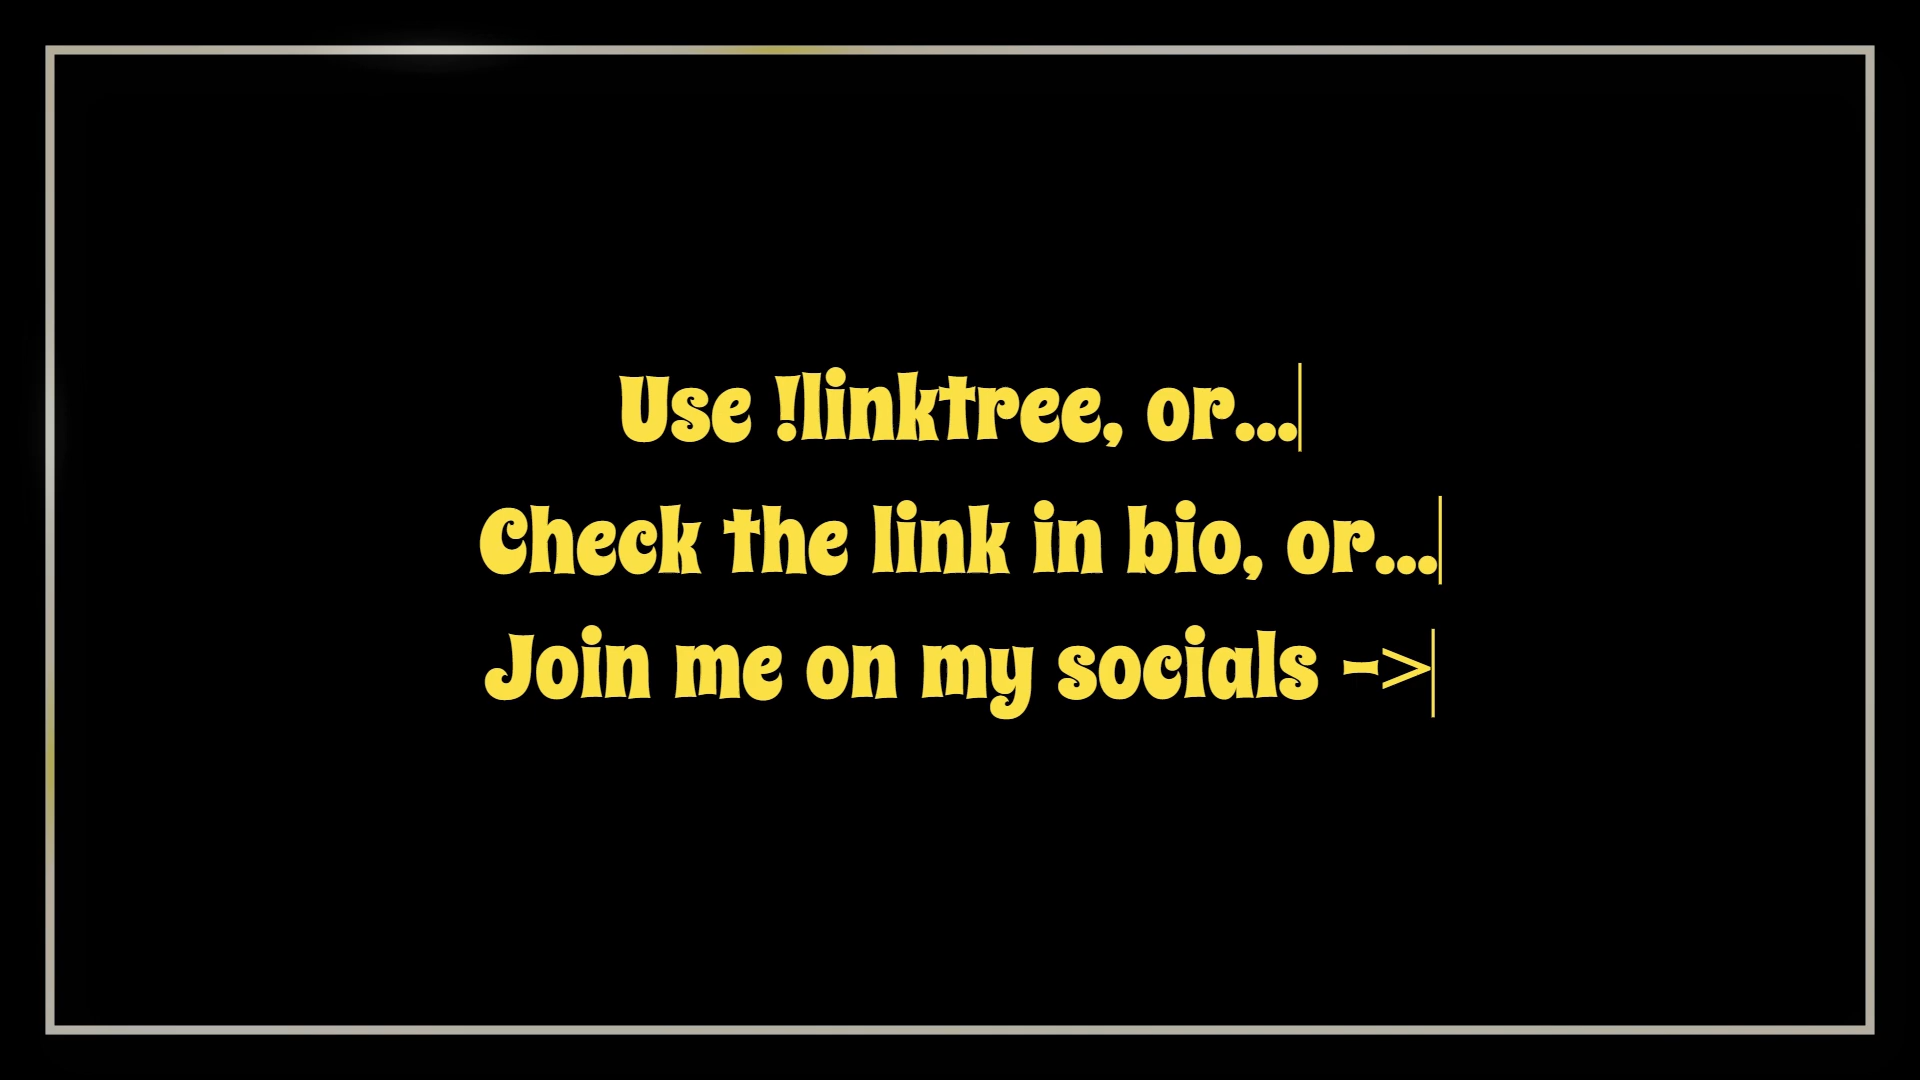 Use !linktree, or...
Check the link in bio, or...
Join me on my socials ->